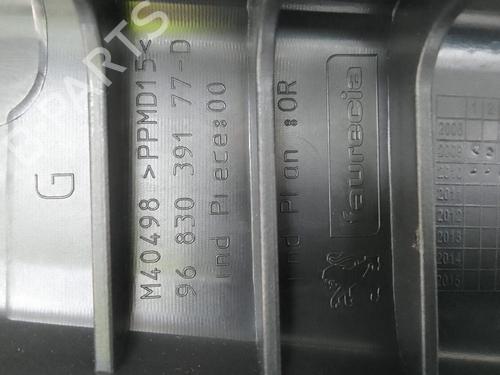 G
M40498 >PPMD15<
96 830 391 77-D
Ind Piece:00
Ind Plan :0R
faurecia
2008
2009
2010
2011
2012
2013
2014
2015